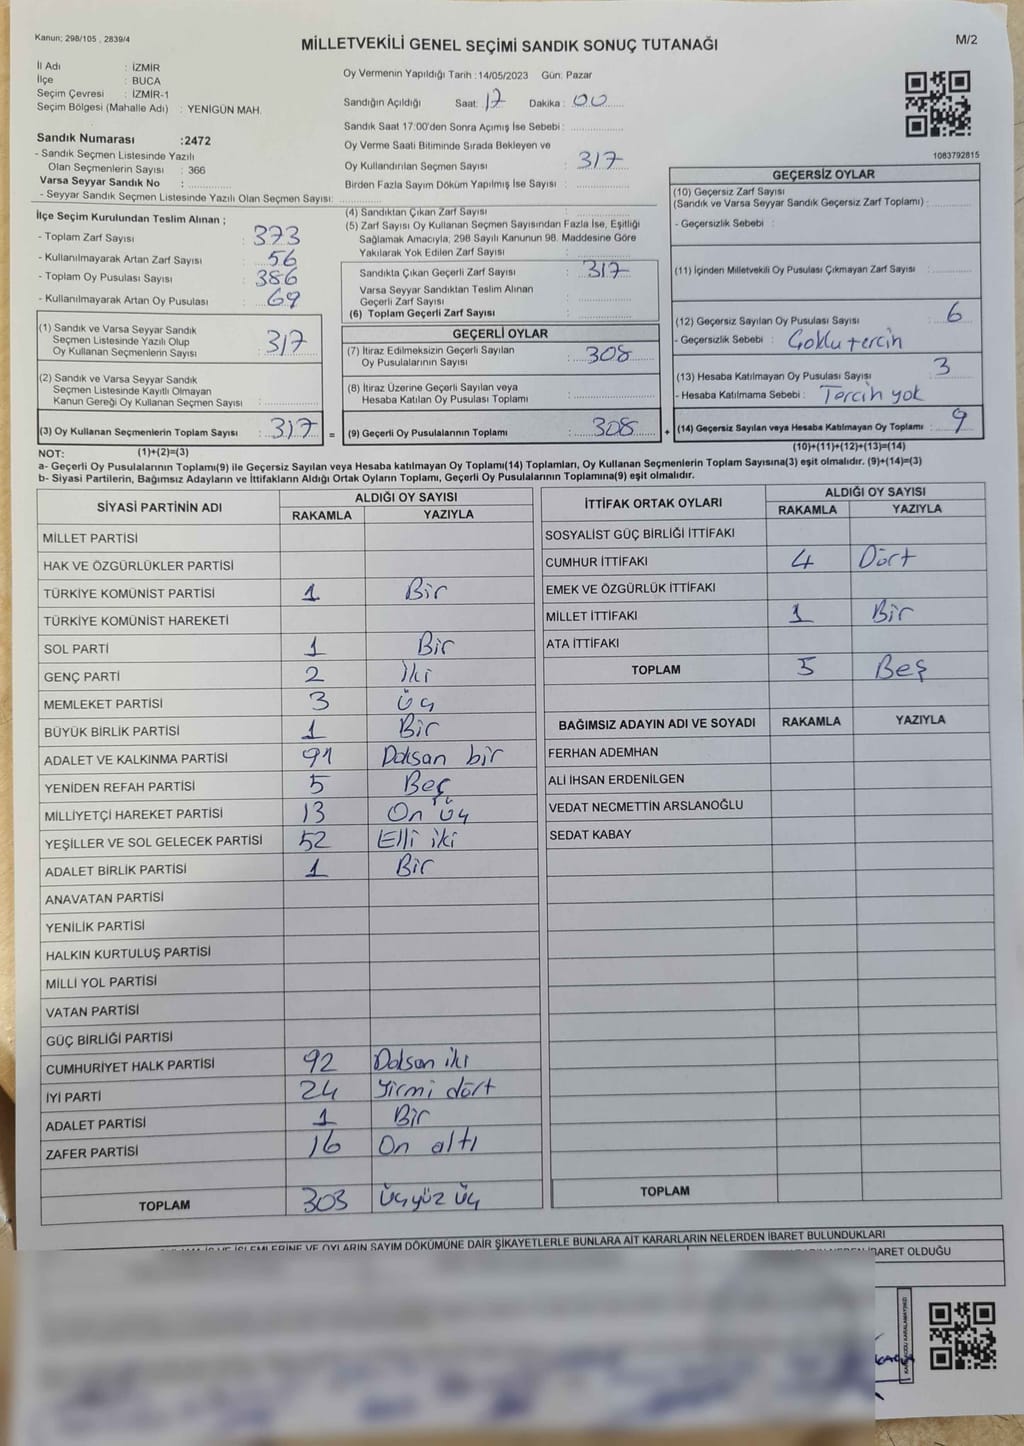 Kanun; 298/105 , 2839/4
MİLLETVEKİLİ GENEL SEÇİMİ SANDIK SONUÇ TUTANAĞI
M/2
İl Adı : İZMİR
İlçe : BUCA
Seçim Çevresi : İZMİR-1
Seçim Bölgesi (Mahalle Adı) : YENİGÜN MAH.
Sandık Numarası :2472
- Sandık Seçmen Listesinde Yazılı
Olan Seçmenlerin Sayısı : 366
Varsa Seyyar Sandık No :
- Seyyar Sandık Seçmen Listesinde Yazılı Olan Seçmen Sayısı:
Oy Vermenin Yapıldığı Tarih :14/05/2023 Gün: Pazar
Sandığın Açıldığı Saat: 17 Dakika : 00
Sandık Saat 17:00'den Sonra Açımış İse Sebebi :
Oy Verme Saati Bitiminde Sırada Bekleyen ve
Oy Kullandırılan Seçmen Sayısı : 317
Birden Fazla Sayım Döküm Yapılmış İse Sayısı :
1083792815
İlçe Seçim Kurulundan Teslim Alınan ;
- Toplam Zarf Sayısı : 373
- Kullanılmayarak Artan Zarf Sayısı : 56
- Toplam Oy Pusulası Sayısı : 386
- Kullanılmayarak Artan Oy Pusulası : 69
(1) Sandık ve Varsa Seyyar Sandık
Seçmen Listesinde Yazılı Olup
Oy Kullanan Seçmenlerin Sayısı : 317
(2) Sandık ve Varsa Seyyar Sandık
Seçmen Listesinde Kayıtlı Olmayan
Kanun Gereği Oy Kullanan Seçmen Sayısı :
(3) Oy Kullanan Seçmenlerin Toplam Sayısı : 317 =
(4) Sandıktan Çıkan Zarf Sayısı :
(5) Zarf Sayısı Oy Kullanan Seçmen Sayısından Fazla İse, Eşitliği
Sağlamak Amacıyla, 298 Sayılı Kanunun 98. Maddesine Göre
Yakılarak Yok Edilen Zarf Sayısı :
Sandıkta Çıkan Geçerli Zarf Sayısı : 317
Varsa Seyyar Sandıktan Teslim Alınan
Geçerli Zarf Sayısı :
(6) Toplam Geçerli Zarf Sayısı :
GEÇERLİ OYLAR
(7) İtiraz Edilmeksizin Geçerli Sayılan
Oy Pusulalarının Sayısı : 308
(8) İtiraz Üzerine Geçerli Sayılan veya
Hesaba Katılan Oy Pusulası Toplamı :
(9) Geçerli Oy Pusulalarının Toplamı : 308 +
GEÇERSİZ OYLAR
(10) Geçersiz Zarf Sayısı
(Sandık ve Varsa Seyyar Sandık Geçersiz Zarf Toplamı) :
- Geçersizlik Sebebi :
(11) İçinden Milletvekili Oy Pusulası Çıkmayan Zarf Sayısı :
(12) Geçersiz Sayılan Oy Pusulası Sayısı : 6
- Geçersizlik Sebebi : Çoklu tercih
(13) Hesaba Katılmayan Oy Pusulası Sayısı : 3
- Hesaba Katılmama Sebebi : Tercih yok
(14) Geçersiz Sayılan veya Hesaba Katılmayan Oy Toplamı : 9
NOT: (1)+(2)=(3) (10)+(11)+(12)+(13)=(14)
a- Geçerli Oy Pusulalarının Toplamı(9) ile Geçersiz Sayılan veya Hesaba katılmayan Oy Toplamı(14) Toplamları, Oy Kullanan Seçmenlerin Toplam Sayısına(3) eşit olmalıdır. (9)+(14)=(3)
b- Siyasi Partilerin, Bağımsız Adayların ve İttifakların Aldığı Ortak Oyların Toplamı, Geçerli Oy Pusulalarının Toplamına(9) eşit olmalıdır.
SİYASİ PARTİNİN ADI ALDIĞI OY SAYISI
RAKAMLA YAZIYLA
MİLLET PARTİSİ
HAK VE ÖZGÜRLÜKLER PARTİSİ
TÜRKİYE KOMÜNİST PARTİSİ 1 Bir
TÜRKİYE KOMÜNİST HAREKETİ
SOL PARTİ 1 Bir
GENÇ PARTİ 2 İki
MEMLEKET PARTİSİ 3 Üç
BÜYÜK BİRLİK PARTİSİ 1 Bir
ADALET VE KALKINMA PARTİSİ 91 Doksan bir
YENİDEN REFAH PARTİSİ 5 Beş
MİLLİYETÇİ HAREKET PARTİSİ 13 On üç
YEŞİLLER VE SOL GELECEK PARTİSİ 52 Elli iki
ADALET BİRLİK PARTİSİ 1 Bir
ANAVATAN PARTİSİ
YENİLİK PARTİSİ
HALKIN KURTULUŞ PARTİSİ
MİLLİ YOL PARTİSİ
VATAN PARTİSİ
GÜÇ BİRLİĞİ PARTİSİ
CUMHURİYET HALK PARTİSİ 92 Doksan iki
İYİ PARTİ 24 Yirmi dört
ADALET PARTİSİ 1 Bir
ZAFER PARTİSİ 16 On altı
TOPLAM 303 Üçyüz üç
İTTİFAK ORTAK OYLARI ALDIĞI OY SAYISI
RAKAMLA YAZIYLA
SOSYALİST GÜÇ BİRLİĞİ İTTİFAKI
CUMHUR İTTİFAKI 4 Dört
EMEK VE ÖZGÜRLÜK İTTİFAKI
MİLLET İTTİFAKI 1 Bir
ATA İTTİFAKI
TOPLAM 5 Beş
BAĞIMSIZ ADAYIN ADI VE SOYADI RAKAMLA YAZIYLA
FERHAN ADEMHAN
ALİ İHSAN ERDENİLGEN
VEDAT NECMETTİN ARSLANOĞLU
SEDAT KABAY
TOPLAM
VE OYLARIN SAYIM DÖKÜMÜNE DAİR ŞİKAYETLERLE BUNLARA AİT KARARLARIN NELERDEN İBARET BULUNDUKLARI
İBARET OLDUĞU